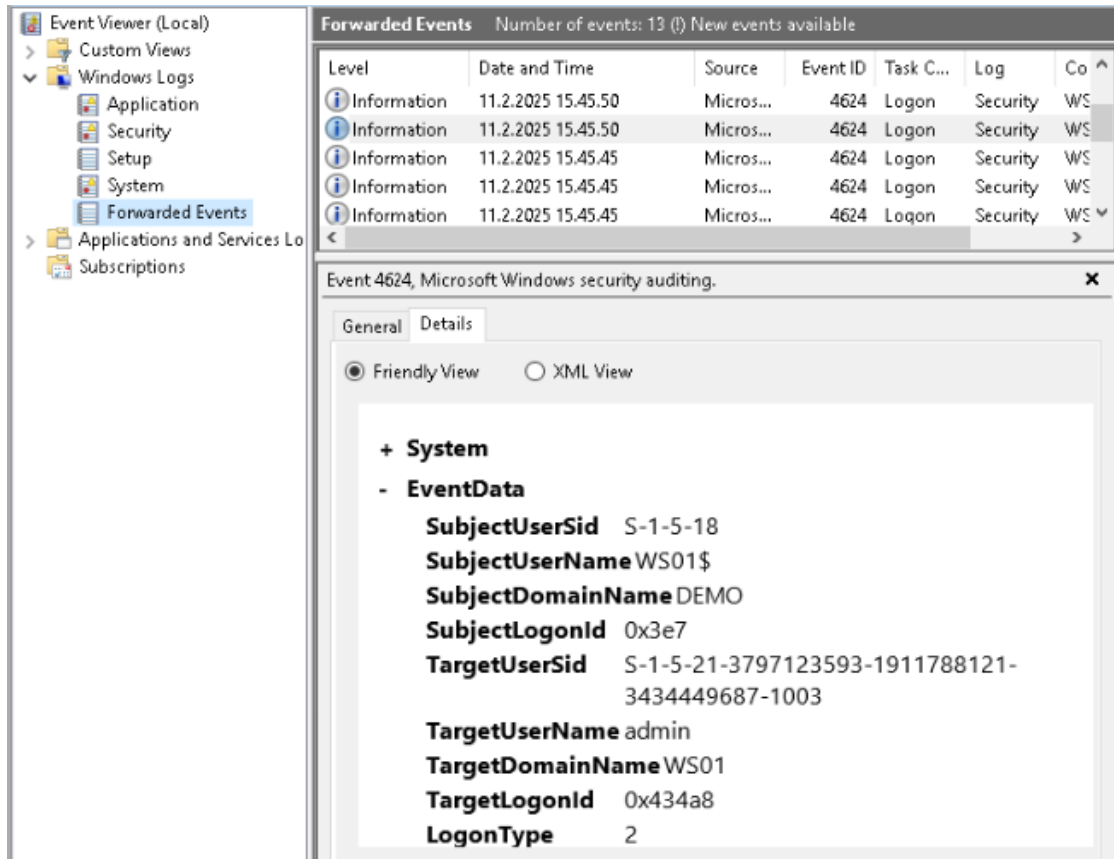 Event Viewer (Local)
Custom Views
Windows Logs
Application
Security
Setup
System
Forwarded Events
Applications and Services Lo
Subscriptions
Forwarded Events Number of events: 13 (!) New events available
Level Date and Time Source Event ID Task C... Log Co
Information 11.2.2025 15.45.50 Micros... 4624 Logon Security WS
Information 11.2.2025 15.45.50 Micros... 4624 Logon Security WS
Information 11.2.2025 15.45.45 Micros... 4624 Logon Security WS
Information 11.2.2025 15.45.45 Micros... 4624 Logon Security WS
Information 11.2.2025 15.45.45 Micros... 4624 Logon Security WS
Event 4624, Microsoft Windows security auditing.
General Details
Friendly View XML View
+ System
- EventData
SubjectUserSid S-1-5-18
SubjectUserName WS01$
SubjectDomainName DEMO
SubjectLogonId 0x3e7
TargetUserSid S-1-5-21-3797123593-1911788121-
3434449687-1003
TargetUserName admin
TargetDomainName WS01
TargetLogonId 0x434a8
LogonType 2